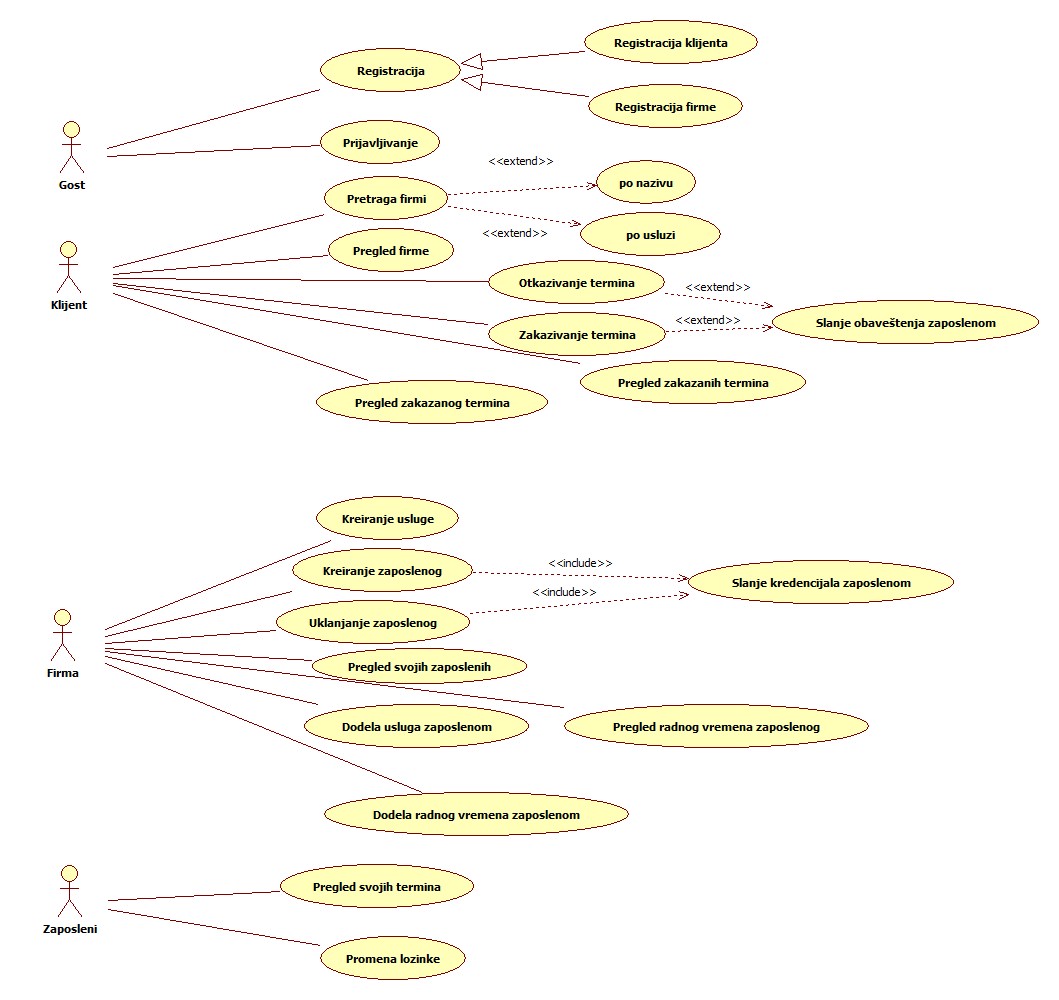 Registracija klijenta
Registracija
Registracija firme
Prijavljivanje
Gost
<<extend>>
po nazivu
Pretraga firmi
<<extend>>
po usluzi
Pregled firme
Otkazivanje termina
<<extend>>
Klijent
<<extend>>
Slanje obaveštenja zaposlenom
Zakazivanje termina
Pregled zakazanih termina
Pregled zakazanog termina
Kreiranje usluge
<<include>>
Kreiranje zaposlenog
Slanje kredencijala zaposlenom
<<include>>
Uklanjanje zaposlenog
Firma
Pregled svojih zaposlenih
Dodela usluga zaposlenom
Pregled radnog vremena zaposlenog
Dodela radnog vremena zaposlenom
Pregled svojih termina
Zaposleni
Promena lozinke